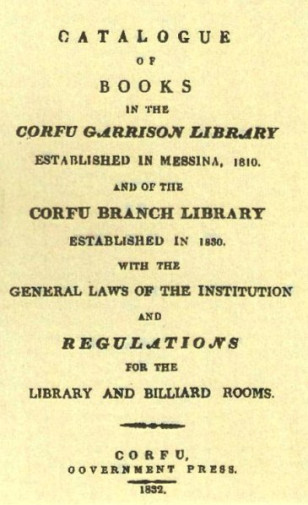 CATALOGUE
OF
BOOKS
IN THE
CORFU GARRISON LIBRARY
ESTABLISHED IN MESSINA, 1810.
AND OF THE
CORFU BRANCH LIBRARY
ESTABLISHED IN 1830.
WITH THE
GENERAL LAWS OF THE INSTITUTION
AND
REGULATIONS
FOR THE
LIBRARY AND BILLIARD ROOMS.
CORFU,
GOVERNMENT PRESS.
1832.